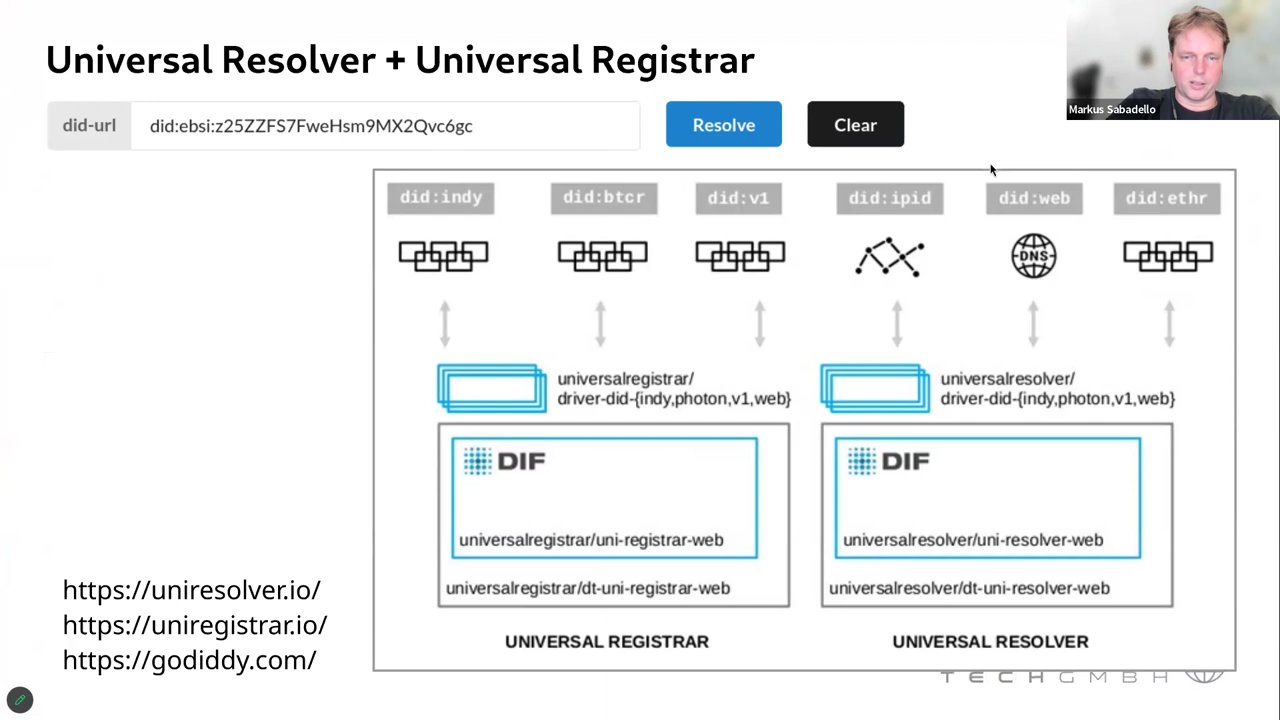 Universal Resolver + Universal Registrar
Markus Sabadello
did-url did:ebsi:z25ZZFS7FweHsm9MX2Qvc6gc Resolve Clear
did:indy did:btcr did:v1 did:ipid did:web did:ethr
DNS
universalregistrar/
driver-did-{indy,photon,v1,web}
universalresolver/
driver-did-{indy,photon,v1,web}
DIF
universalregistrar/uni-registrar-web
universalregistrar/dt-uni-registrar-web
UNIVERSAL REGISTRAR
DIF
universalresolver/uni-resolver-web
universalresolver/dt-uni-resolver-web
UNIVERSAL RESOLVER
https://uniresolver.io/
https://uniregistrar.io/
https://godiddy.com/
TECH GMBH